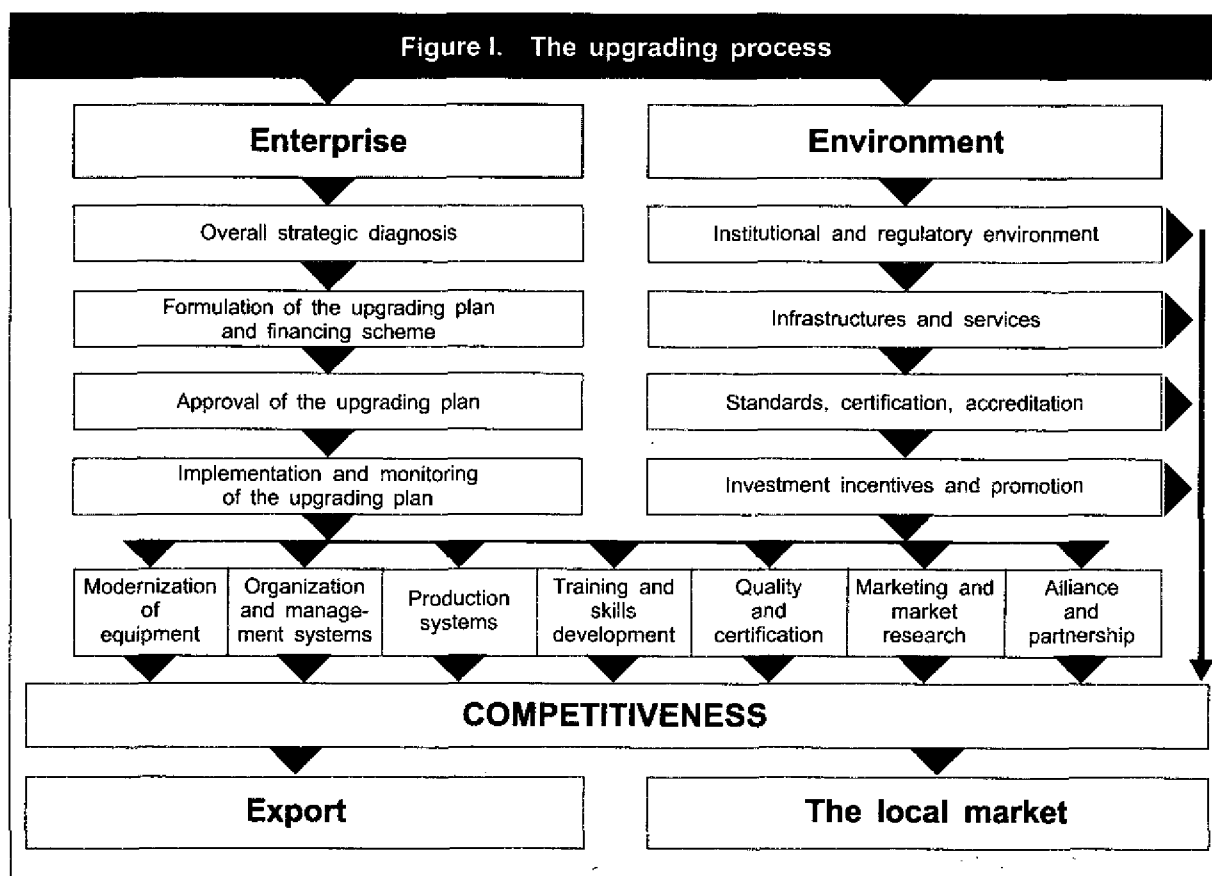 Figure I. The upgrading process
Enterprise
Environment
Overall strategic diagnosis
Institutional and regulatory environment
Formulation of the upgrading plan
and financing scheme
Infrastructures and services
Approval of the upgrading plan
Standards, certification, accreditation
Implementation and monitoring
of the upgrading plan
Investment incentives and promotion
Modernization
of
equipment
Organization
and manage-
ment systems
Production
systems
Training and
skills
development
Quality
and
certification
Marketing and
market
research
Alliance
and
partnership
COMPETITIVENESS
Export
The local market